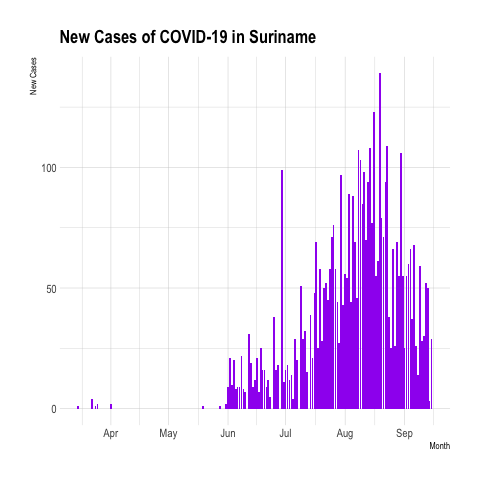 New Cases of COVID-19 in Suriname
New Cases
100
50
0
Apr May Jun Jul Aug Sep
Month